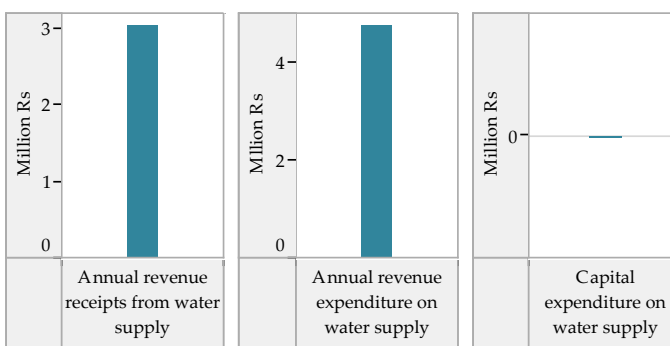 Million Rs
3
2
1
0
Annual revenue
receipts from water
supply
Million Rs
4
2
0
Annual revenue
expenditure on
water supply
Million Rs
0
Capital
expenditure on
water supply